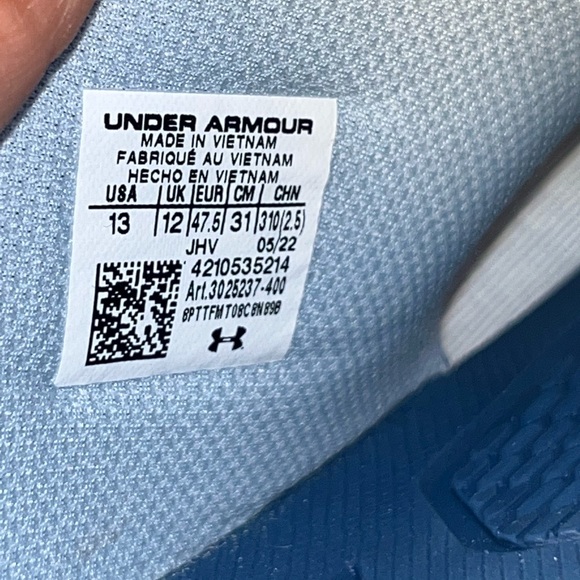 UNDER ARMOUR
MADE IN VIETNAM
FABRIQUÉ AU VIETNAM
HECHO EN VIETNAM
USA | UK | EUR | CM | CHN
13 | 12 | 47.5 | 31 | 310(2.5)
JHV 05/22
4210535214
Art.3025237-400
8PTTFMT08C8N89B